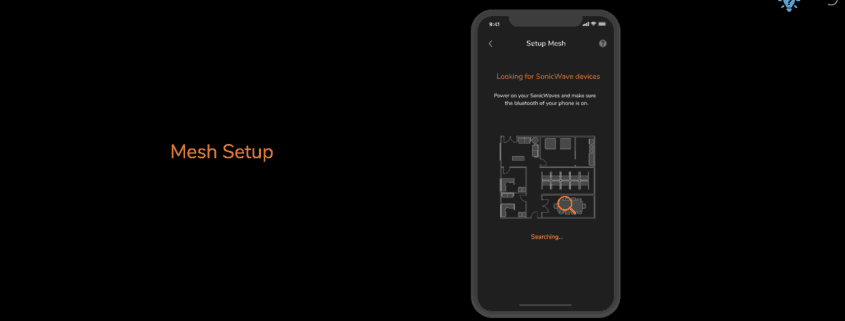 9:41
Setup Mesh
?
Looking for SonicWave devices
Power on your SonicWaves and make sure
the bluetooth of your phone is on.
Mesh Setup
Searching...